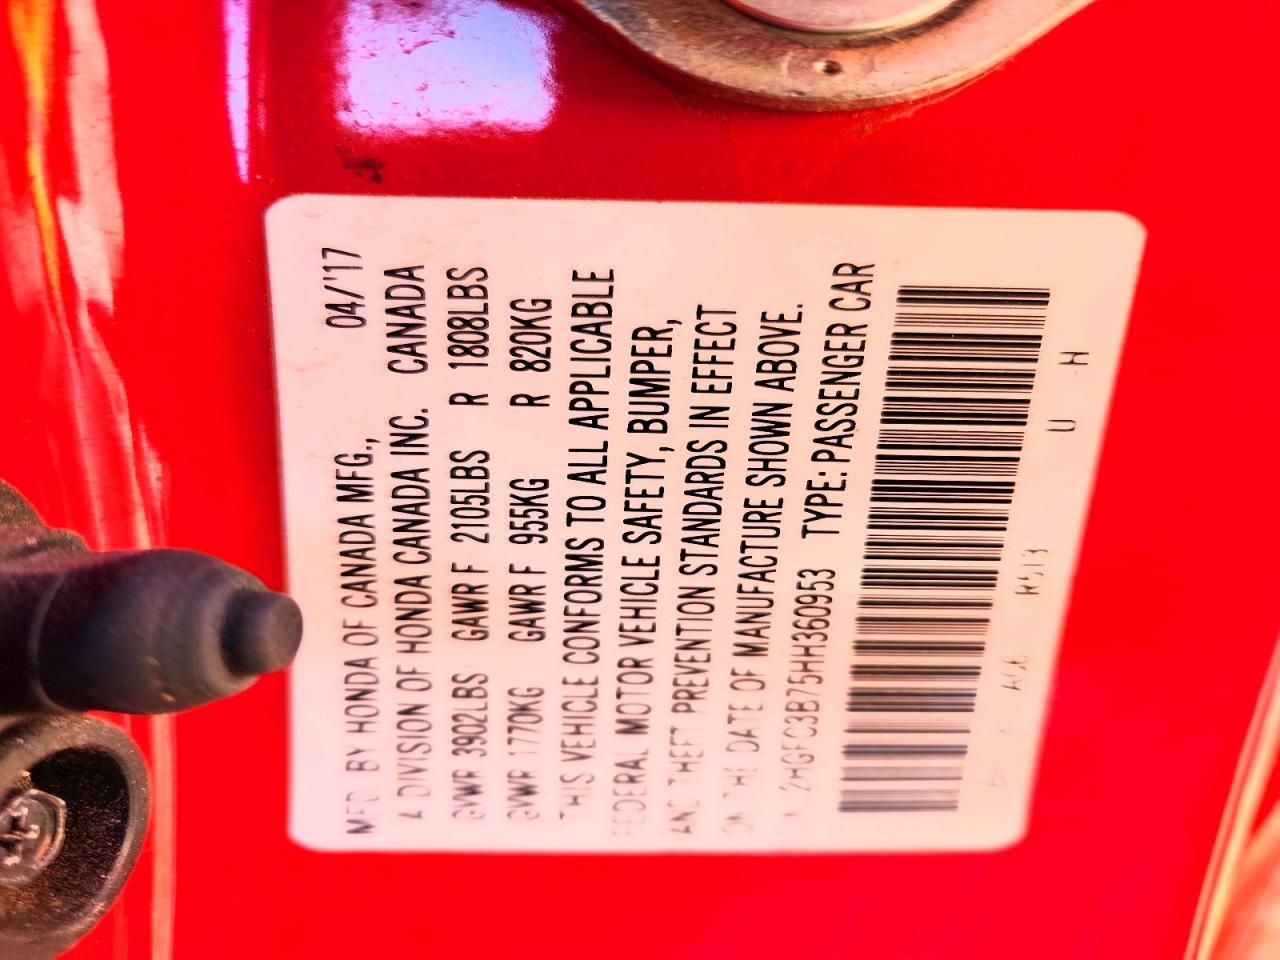 MFD BY HONDA OF CANADA MFG., 04/'17
A DIVISION OF HONDA CANADA INC. CANADA
GVWR 3902LBS GAWR F 2105LBS R 1808LBS
GVWR 1770KG GAWR F 955KG R 820KG
THIS VEHICLE CONFORMS TO ALL APPLICABLE
FEDERAL MOTOR VEHICLE SAFETY, BUMPER,
AND THEFT PREVENTION STANDARDS IN EFFECT
ON THE DATE OF MANUFACTURE SHOWN ABOVE.
2HGFC3B75HH360953 TYPE: PASSENGER CAR
R513 U H